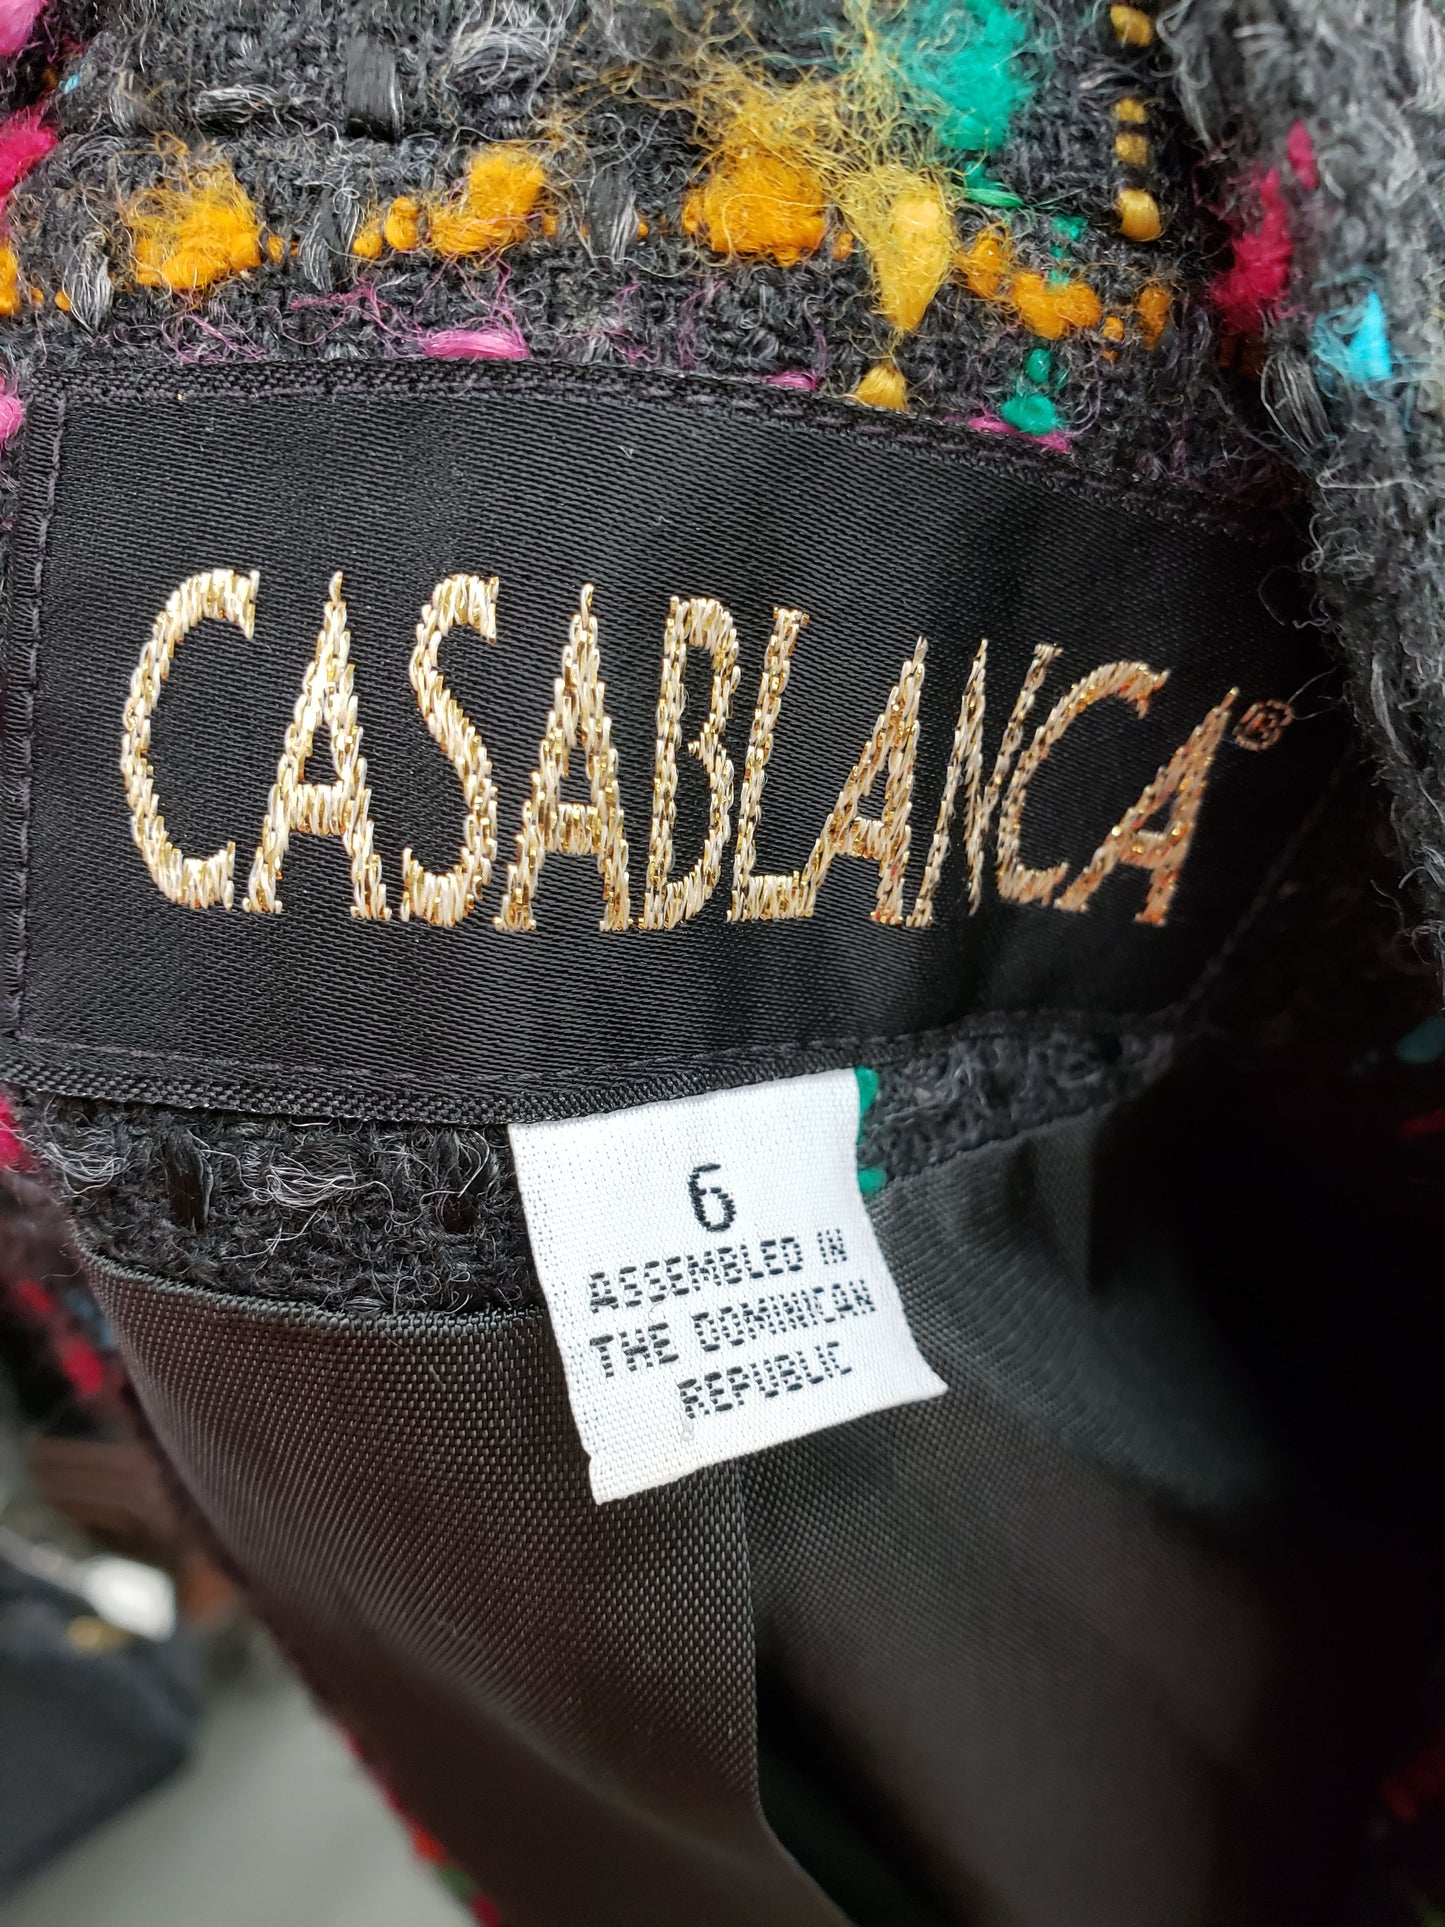 CASABLANCA®
6
ASSEMBLED IN
THE DOMINICAN
REPUBLIC